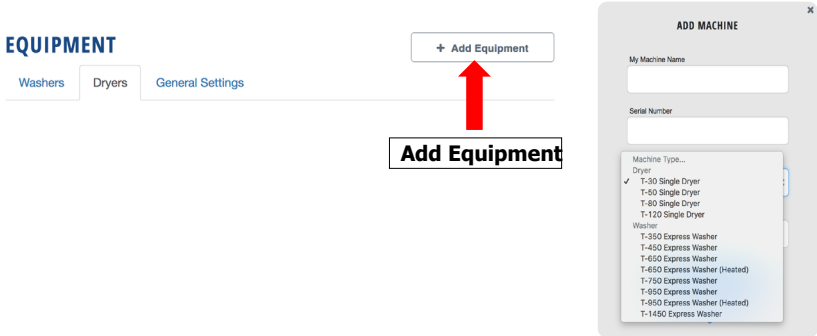 EQUIPMENT
+ Add Equipment
Washers Dryers General Settings
Add Equipment
×
ADD MACHINE
My Machine Name
Serial Number
Machine Type...
Dryer
✓ T-30 Single Dryer
T-50 Single Dryer
T-80 Single Dryer
T-120 Single Dryer
Washer
T-350 Express Washer
T-450 Express Washer
T-650 Express Washer
T-650 Express Washer (Heated)
T-750 Express Washer
T-950 Express Washer
T-950 Express Washer (Heated)
T-1450 Express Washer